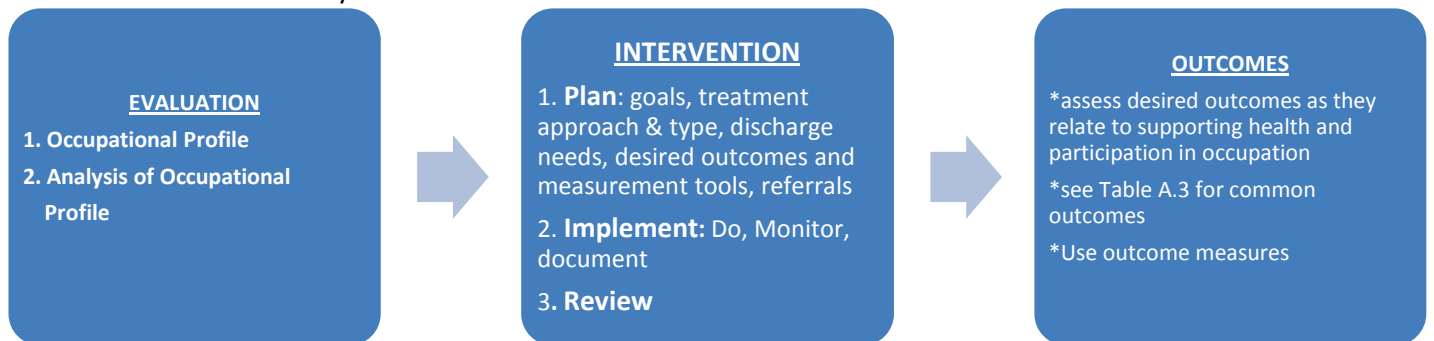 EVALUATION
1. Occupational Profile
2. Analysis of Occupational
Profile
INTERVENTION
1. Plan: goals, treatment
approach & type, discharge
needs, desired outcomes and
measurement tools, referrals
2. Implement: Do, Monitor,
document
3. Review
OUTCOMES
*assess desired outcomes as they
relate to supporting health and
participation in occupation
*see Table A.3 for common
outcomes
*Use outcome measures